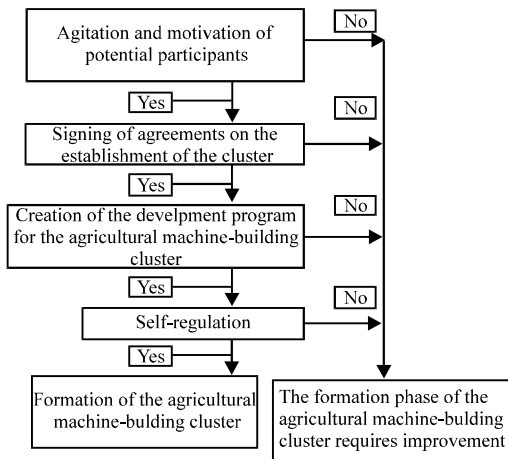 No
Agitation and motivation of
potential participants
Yes
No
Signing of agreements on the
establishment of the cluster
Yes
No
Creation of the develpment program
for the agricultural machine-building
cluster
Yes
No
Self-regulation
Yes
Formation of the agricultural
machine-bulding cluster
The formation phase of the
agricultural machine-bulding
cluster requires improvement